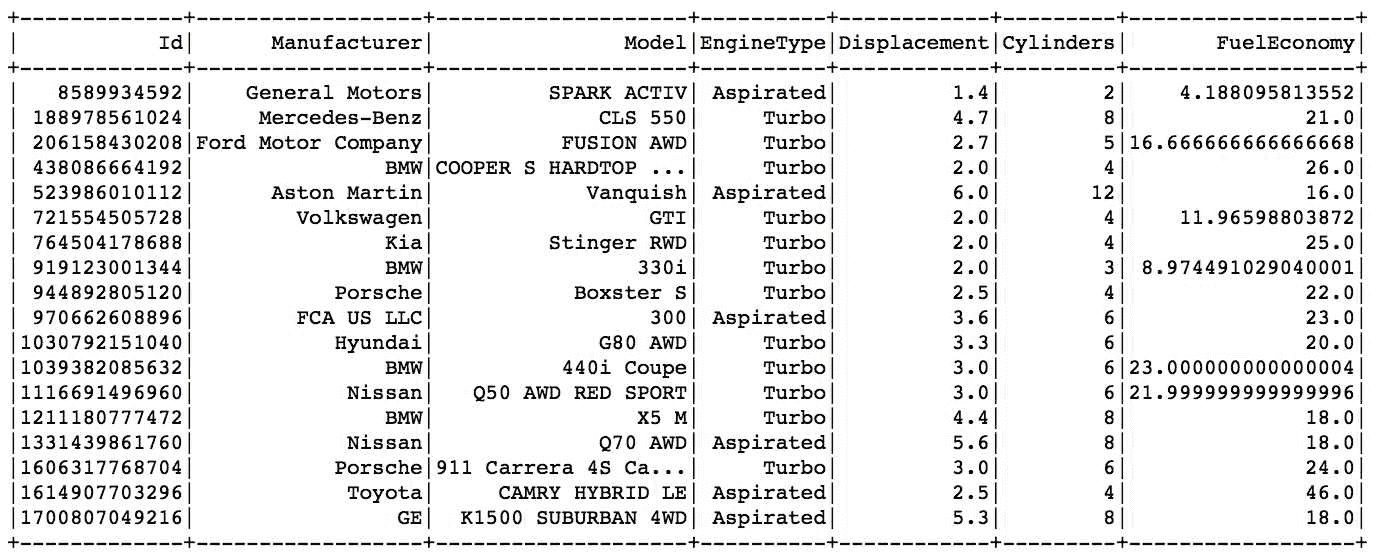 +-------------+------------------+--------------------+----------+------------+---------+------------------+
|           Id|      Manufacturer|               Model|EngineType|Displacement|Cylinders|       FuelEconomy|
+-------------+------------------+--------------------+----------+------------+---------+------------------+
|   8589934592|    General Motors|         SPARK ACTIV| Aspirated|         1.4|        2|    4.188095813552|
| 188978561024|     Mercedes-Benz|             CLS 550|     Turbo|         4.7|        8|              21.0|
| 206158430208|Ford Motor Company|          FUSION AWD|     Turbo|         2.7|        5|16.666666666666668|
| 438086664192|               BMW|COOPER S HARDTOP ...|     Turbo|         2.0|        4|              26.0|
| 523986010112|      Aston Martin|            Vanquish| Aspirated|         6.0|       12|              16.0|
| 721554505728|        Volkswagen|                 GTI|     Turbo|         2.0|        4|    11.96598803872|
| 764504178688|               Kia|         Stinger RWD|     Turbo|         2.0|        4|              25.0|
| 919123001344|               BMW|                330i|     Turbo|         2.0|        3| 8.974491029040001|
| 944892805120|           Porsche|           Boxster S|     Turbo|         2.5|        4|              22.0|
| 970662608896|        FCA US LLC|                 300| Aspirated|         3.6|        6|              23.0|
|1030792151040|           Hyundai|             G80 AWD|     Turbo|         3.3|        6|              20.0|
|1039382085632|               BMW|          440i Coupe|     Turbo|         3.0|        6|23.000000000000004|
|1116691496960|            Nissan|   Q50 AWD RED SPORT|     Turbo|         3.0|        6|21.999999999999996|
|1211180777472|               BMW|                X5 M|     Turbo|         4.4|        8|              18.0|
|1331439861760|            Nissan|             Q70 AWD| Aspirated|         5.6|        8|              18.0|
|1606317768704|           Porsche|911 Carrera 4S Ca...|     Turbo|         3.0|        6|              24.0|
|1614907703296|            Toyota|     CAMRY HYBRID LE| Aspirated|         2.5|        4|              46.0|
|1700807049216|                GE|  K1500 SUBURBAN 4WD| Aspirated|         5.3|        8|              18.0|
+-------------+------------------+--------------------+----------+------------+---------+------------------+